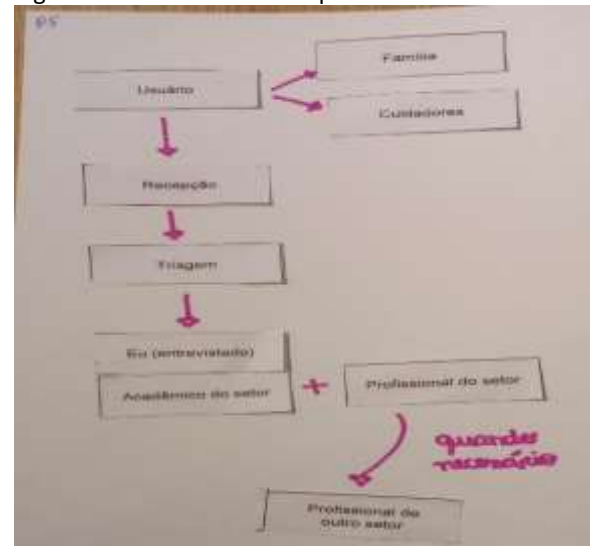 P5
Família
Usuário
Cuidadores
Recepção
Triagem
Eu (entrevistado)
Acadêmico do setor
+
Profissional do setor
quando
necessário
Profissional de
outro setor